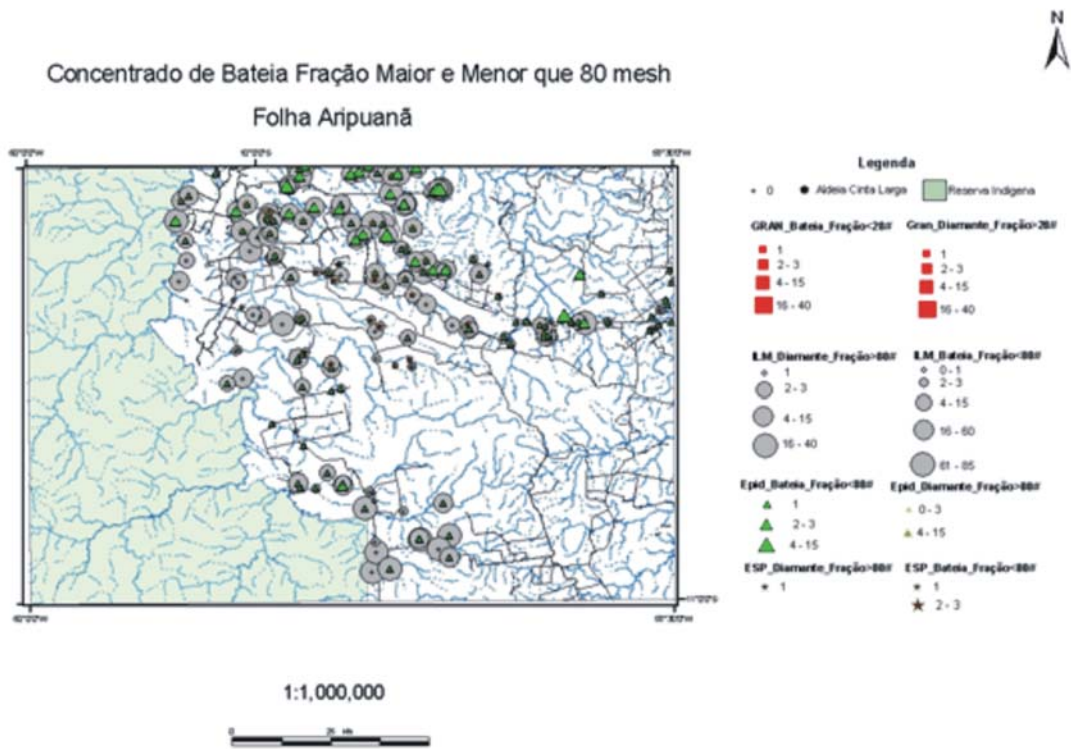 N
Concentrado de Bateia Fração Maior e Menor que 80 mesh
Folha Aripuanã
Legenda
0
Aldeia Cinta Larga
Reserva Indígena
GRAN_Bateia_Fração<28#
1
2 - 3
4 - 15
16 - 40
Gran_Diamante_Fração>28#
1
2 - 3
4 - 15
16 - 40
ILM_Diamante_Fração>80#
1
2 - 3
4 - 15
16 - 40
ILM_Bateia_Fração<80#
0 - 1
2 - 3
4 - 15
16 - 60
61 - 85
Epid_Bateia_Fração<80#
1
2 - 3
4 - 15
Epid_Diamante_Fração>80#
0 - 3
4 - 15
ESP_Diamante_Fração>80#
1
ESP_Bateia_Fração<80#
1
2 - 3
1:1,000,000
0
25